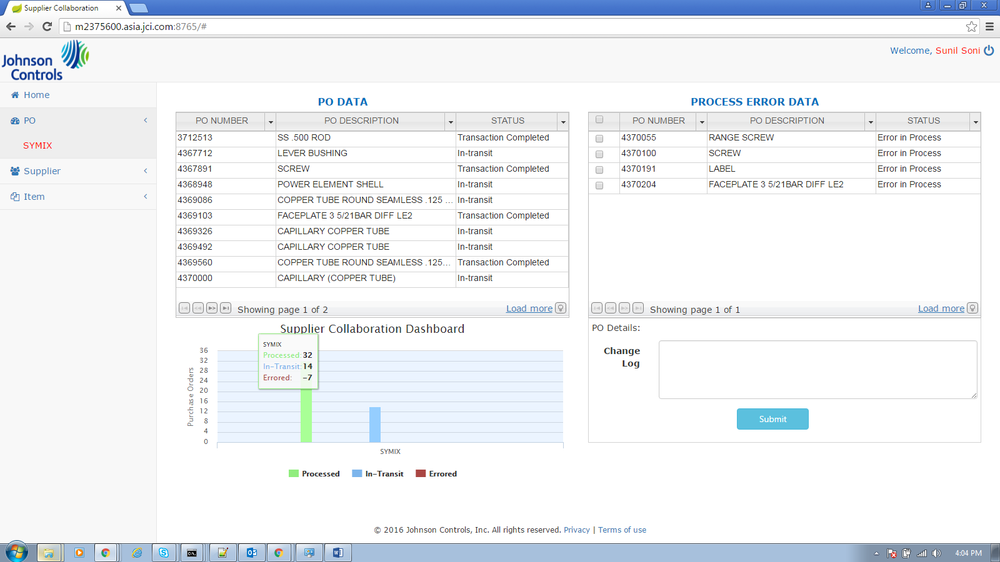 Supplier Collaboration
m2375600.asia.jci.com:8765/#
Johnson
Controls
Welcome, Sunil Soni
Home
PO
SYMIX
Supplier
Item
PO DATA
PO NUMBER PO DESCRIPTION STATUS
3712513 SS .500 ROD Transaction Completed
4367712 LEVER BUSHING In-transit
4367891 SCREW Transaction Completed
4368948 POWER ELEMENT SHELL In-transit
4369086 COPPER TUBE ROUND SEAMLESS .125 ... In-transit
4369103 FACEPLATE 3 5/21BAR DIFF LE2 Transaction Completed
4369326 CAPILLARY COPPER TUBE In-transit
4369492 CAPILLARY COPPER TUBE In-transit
4369560 COPPER TUBE ROUND SEAMLESS .125... Transaction Completed
4370000 CAPILLARY (COPPER TUBE) In-transit
Showing page 1 of 2 Load more
PROCESS ERROR DATA
PO NUMBER PO DESCRIPTION STATUS
4370055 RANGE SCREW Error in Process
4370100 SCREW Error in Process
4370191 LABEL Error in Process
4370204 FACEPLATE 3 5/21BAR DIFF LE2 Error in Process
Showing page 1 of 1 Load more
Supplier Collaboration Dashboard
SYMIX
Processed: 32
In-Transit: 14
Errored: -7
Purchase Orders
36
32
28
24
20
16
12
8
4
0
SYMIX
Processed In-Transit Errored
PO Details:
Change
Log
Submit
© 2016 Johnson Controls, Inc. All rights reserved. Privacy | Terms of use
4:04 PM